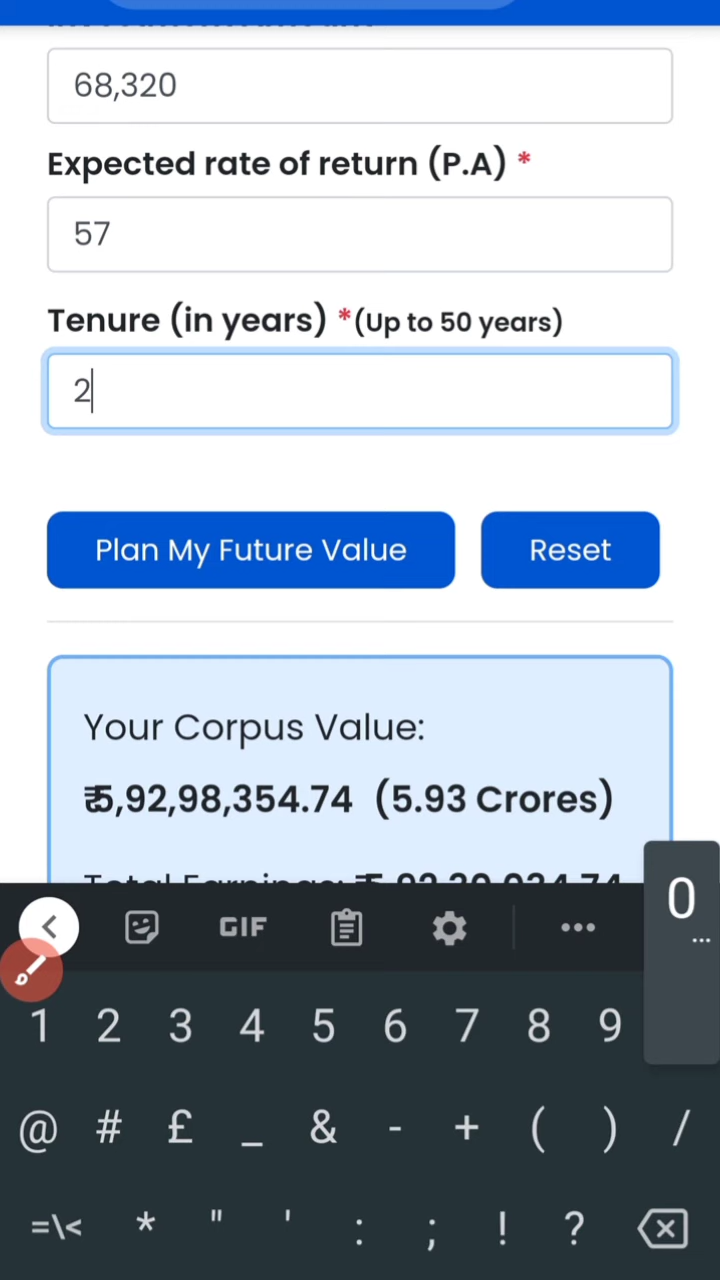 68,320
Expected rate of return (P.A) *
57
Tenure (in years) *(Up to 50 years)
2
Plan My Future Value Reset
Your Corpus Value:
₹5,92,98,354.74 (5.93 Crores)
GIF ...
0
...
1 2 3 4 5 6 7 8 9
@ # £ _ & - + ( ) /
=\< * " ' : ; ! ?